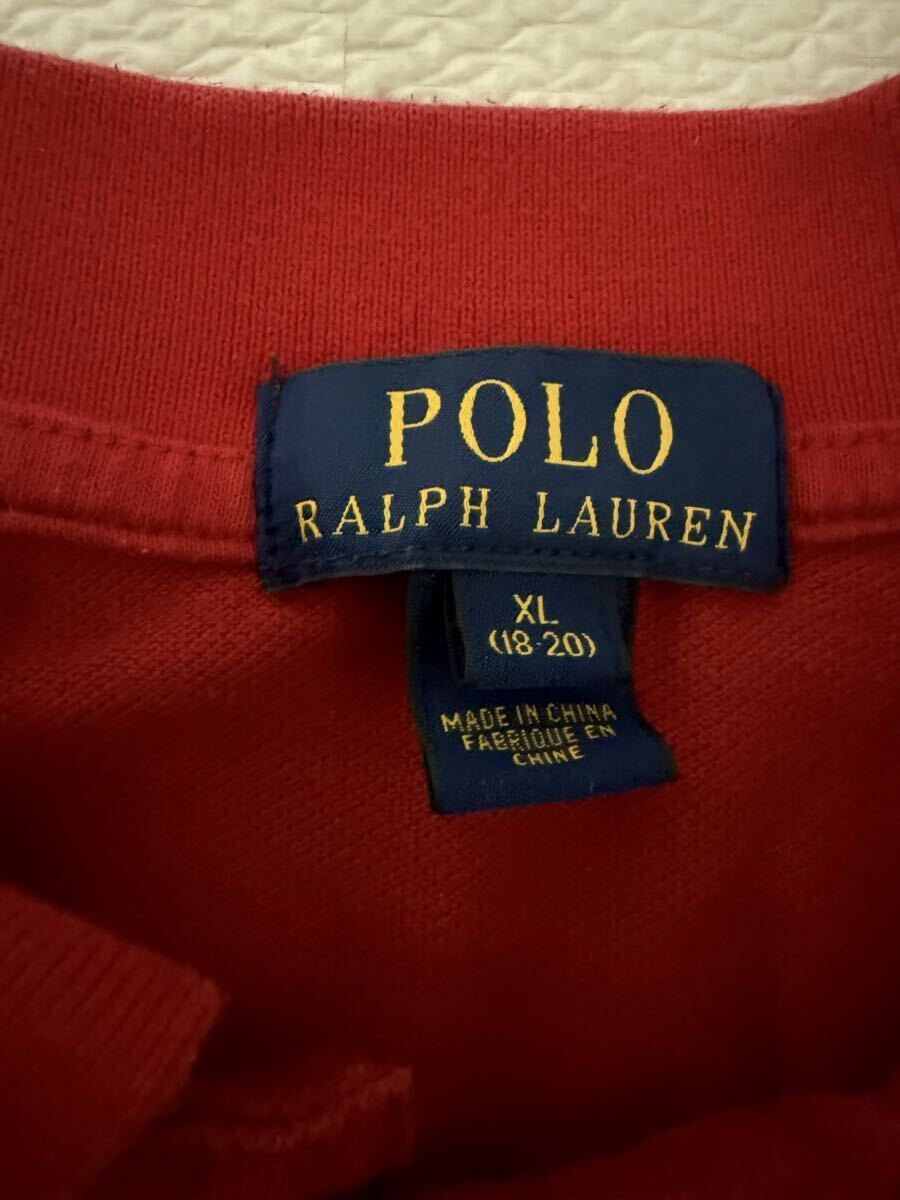 POLO
RALPH LAUREN
XL
(18-20)
MADE IN CHINA
FABRIQUE EN
CHINE